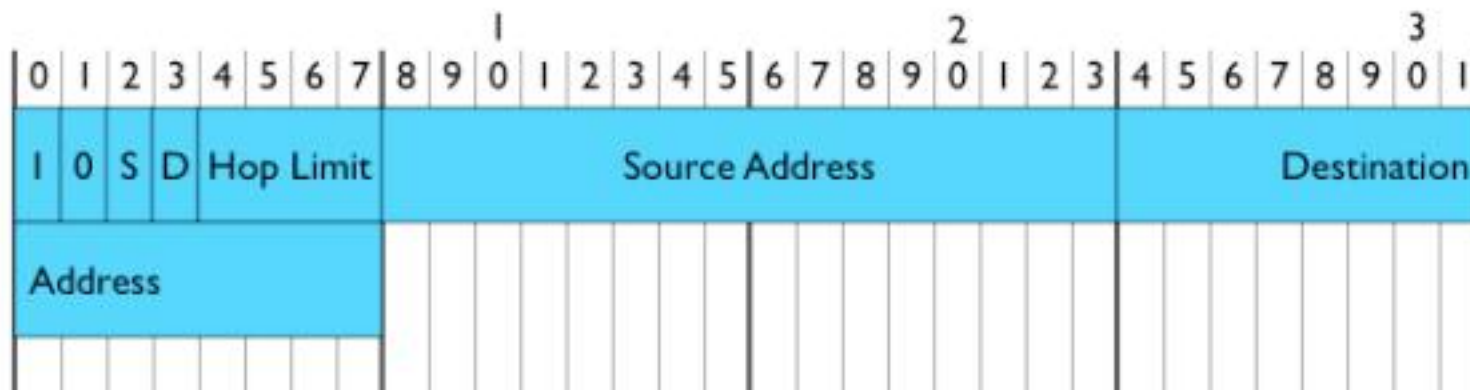 1 2 3
0 1 2 3 4 5 6 7 8 9 0 1 2 3 4 5 6 7 8 9 0 1 2 3 4 5 6 7 8 9 0 1
1 0 S D Hop Limit Source Address Destination
Address